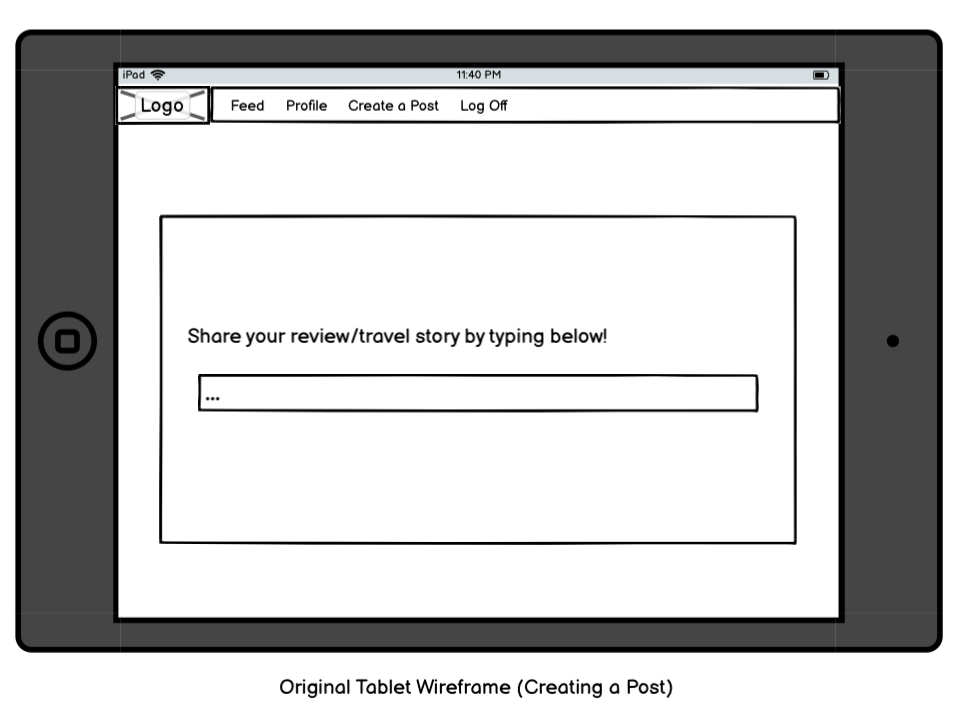 iPad 11:40 PM
Logo Feed Profile Create a Post Log Off
Share your review/travel story by typing below!
...
Original Tablet Wireframe (Creating a Post)